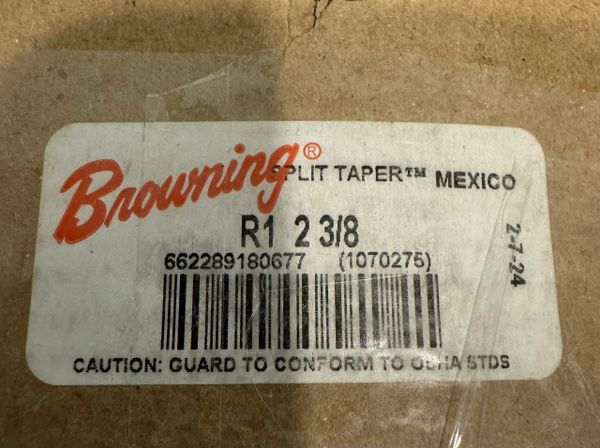 Browning®
SPLIT TAPER™ MEXICO
R1 2 3/8
662289180677 (1070275)
CAUTION: GUARD TO CONFORM TO OSHA STDS
2-7-24